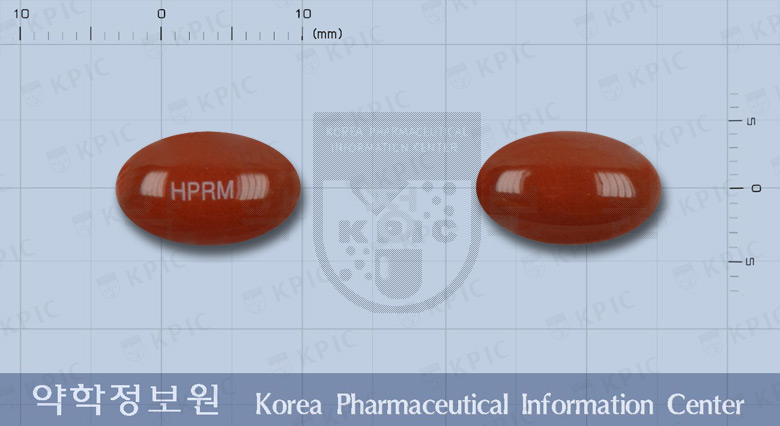 10 0 10
(mm)
KOREA PHARMACEUTICAL
INFORMATION CENTER
HPRM
KPIC
5
0
5
약학정보원 Korea Pharmaceutical Information Center